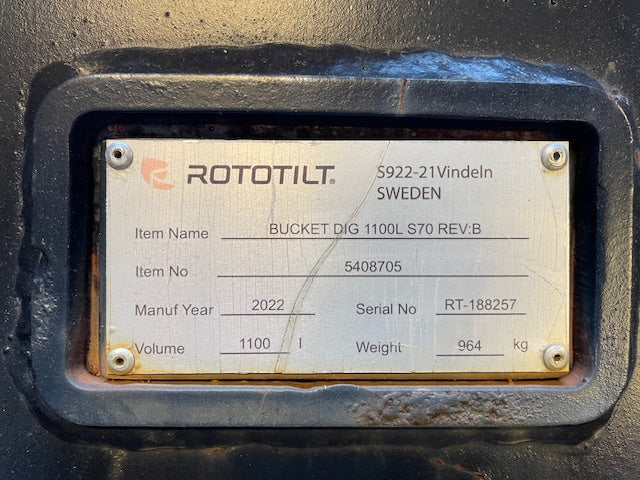 ROTOTILT® S922-21Vindeln
SWEDEN
Item Name BUCKET DIG 1100L S70 REV:B
Item No 5408705
Manuf Year 2022 Serial No RT-188257
Volume 1100 l Weight 964 kg